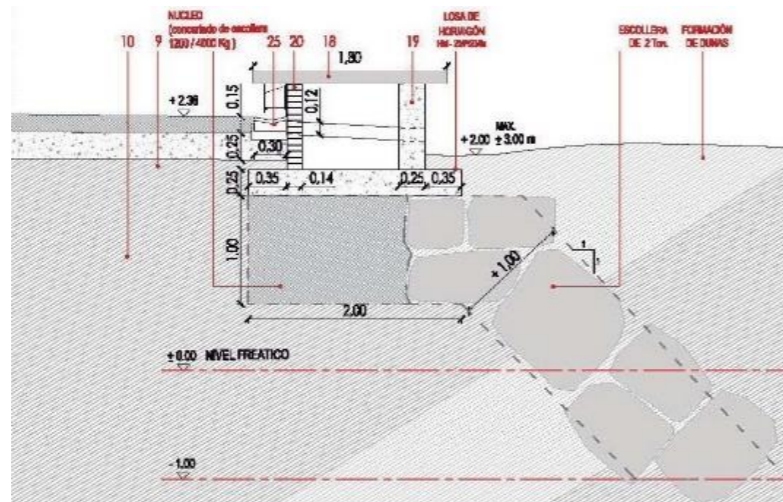 NUCLEO
(concertado de escollera
1200 / 4000 Kg)
LOSA DE
HORMIGÓN
ESCOLLERA
DE 2 Ton.
FORMACIÓN
DE DUNAS
10
9
25
20
18
19
1,80
+ 2.36
0,15
0,12
0,25
0,30
MAX.
+ 2.00 ± 3.00 m
0,25
0,35
0,14
0,25
0,35
1.00
± 1,00
1
1
2,00
± 0.00 NIVEL FREATICO
- 1.00